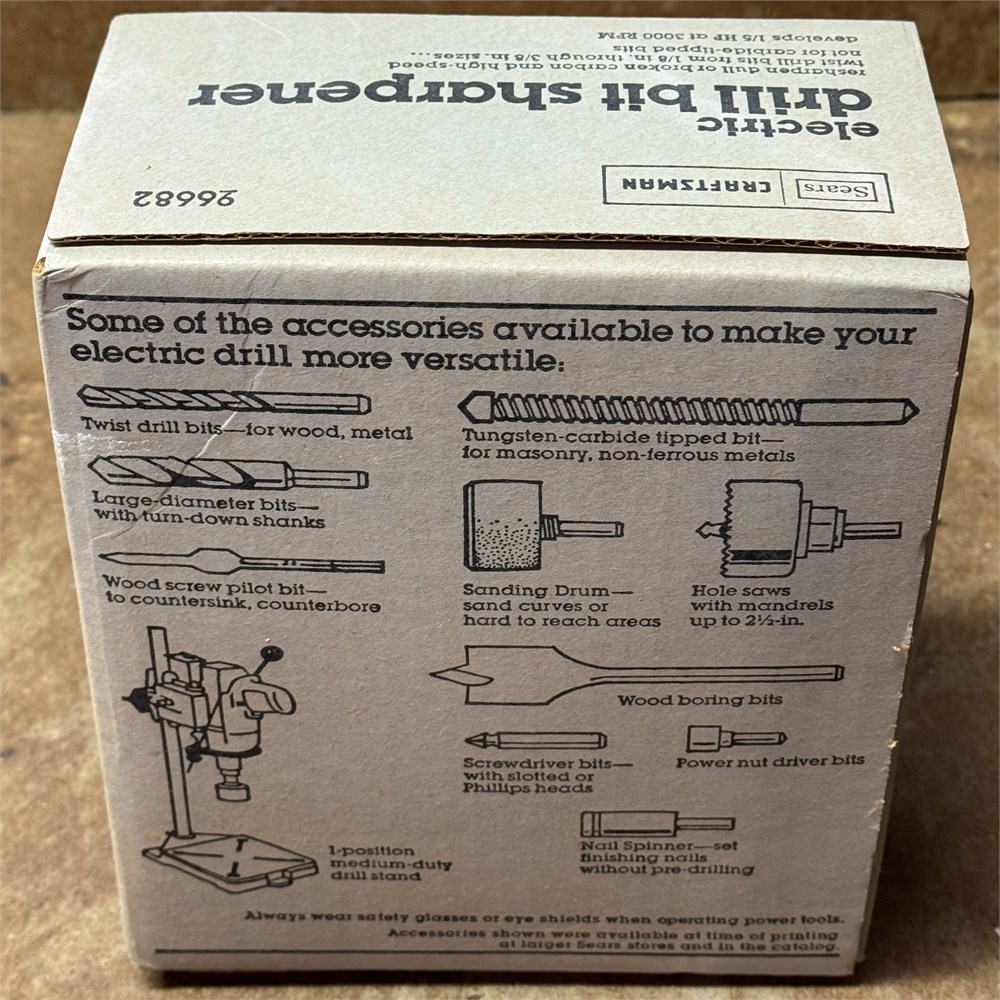 Sears CRAFTSMAN
26682
electric
drill bit sharpener
resharpen dull or broken carbon and high-speed
twist drill bits from 1/8 in. through 3/8 in. sizes...
not for carbide-tipped bits
develops 1/5 HP at 3000 RPM
Some of the accessories available to make your
electric drill more versatile:
Twist drill bits—for wood, metal
Large-diameter bits—
with turn-down shanks
Wood screw pilot bit—
to countersink, counterbore
1-position
medium-duty
drill stand
Tungsten-carbide tipped bit—
for masonry, non-ferrous metals
Sanding Drum—
sand curves or
hard to reach areas
Hole saws
with mandrels
up to 2½-in.
Wood boring bits
Screwdriver bits—
with slotted or
Phillips heads
Power nut driver bits
Nail Spinner—set
finishing nails
without pre-drilling
Always wear safety glasses or eye shields when operating power tools.
Accessories shown were available at time of printing
at larger Sears stores and in the catalog.